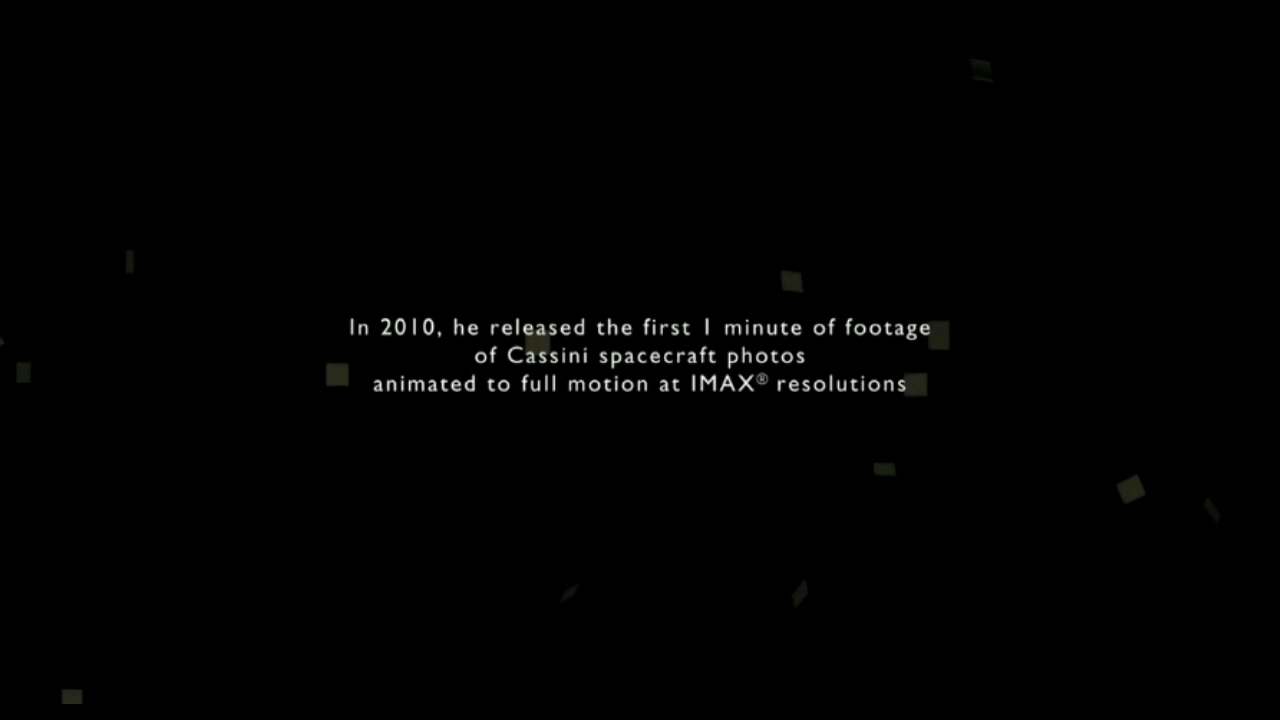 In 2010, he released the first 1 minute of footage
of Cassini spacecraft photos
animated to full motion at IMAX® resolutions